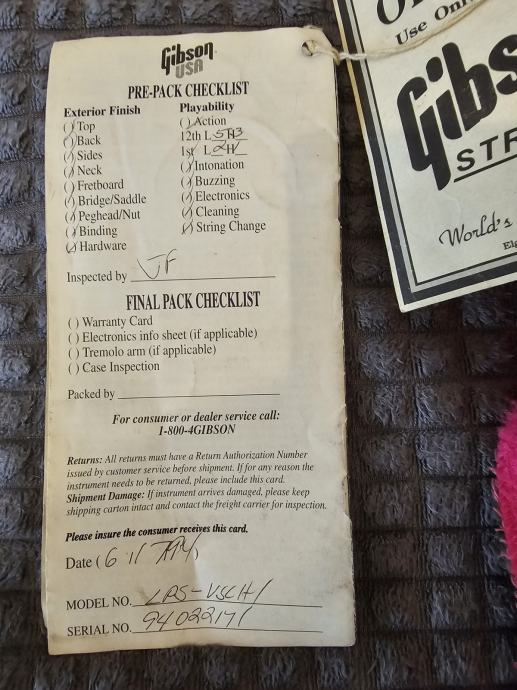 Gibson
USA
PRE-PACK CHECKLIST
Exterior Finish
(✓) Top
(✓) Back
(✓) Sides
(✓) Neck
( ) Fretboard
(✓) Bridge/Saddle
(✓) Peghead/Nut
(✓) Binding
(✓) Hardware
Playability
( ) Action
12th L
1st L
(✓) Intonation
(✓) Buzzing
(✓) Electronics
(✓) Cleaning
(✓) String Change
Inspected by JF
FINAL PACK CHECKLIST
( ) Warranty Card
( ) Electronics info sheet (if applicable)
( ) Tremolo arm (if applicable)
( ) Case Inspection
Packed by
For consumer or dealer service call:
1-800-4GIBSON
Returns: All returns must have a Return Authorization Number
issued by customer service before shipment. If for any reason the
instrument needs to be returned, please include this card.
Shipment Damage: If instrument arrives damaged, please keep
shipping carton intact and contact the freight carrier for inspection.
Please insure the consumer receives this card.
Date (6 11
MODEL NO. LPS-
SERIAL NO. 94022171
Use
Gibs
STR
World's